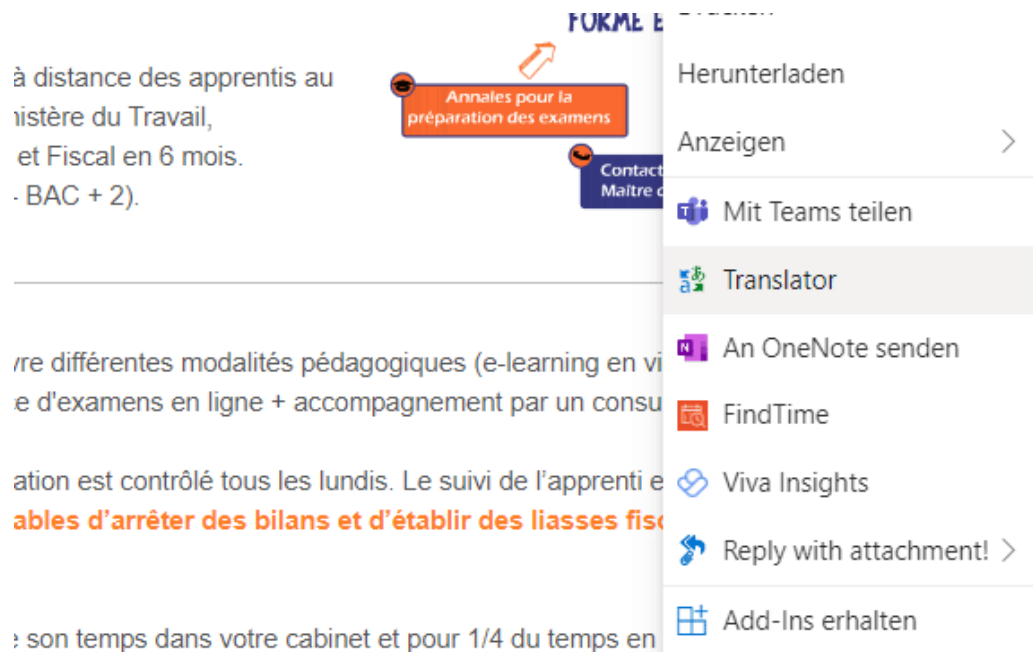 FORME E
à distance des apprentis au
nistère du Travail,
et Fiscal en 6 mois.
- BAC + 2).
Annales pour la
préparation des examens
Contact
Maître d
vre différentes modalités pédagogiques (e-learning en vi
e d'examens en ligne + accompagnement par un consu
ation est contrôlé tous les lundis. Le suivi de l’apprenti e
ables d’arrêter des bilans et d’établir des liasses fisc
e son temps dans votre cabinet et pour 1/4 du temps en
Drucken
Herunterladen
Anzeigen
Mit Teams teilen
Translator
An OneNote senden
FindTime
Viva Insights
Reply with attachment!
Add-Ins erhalten